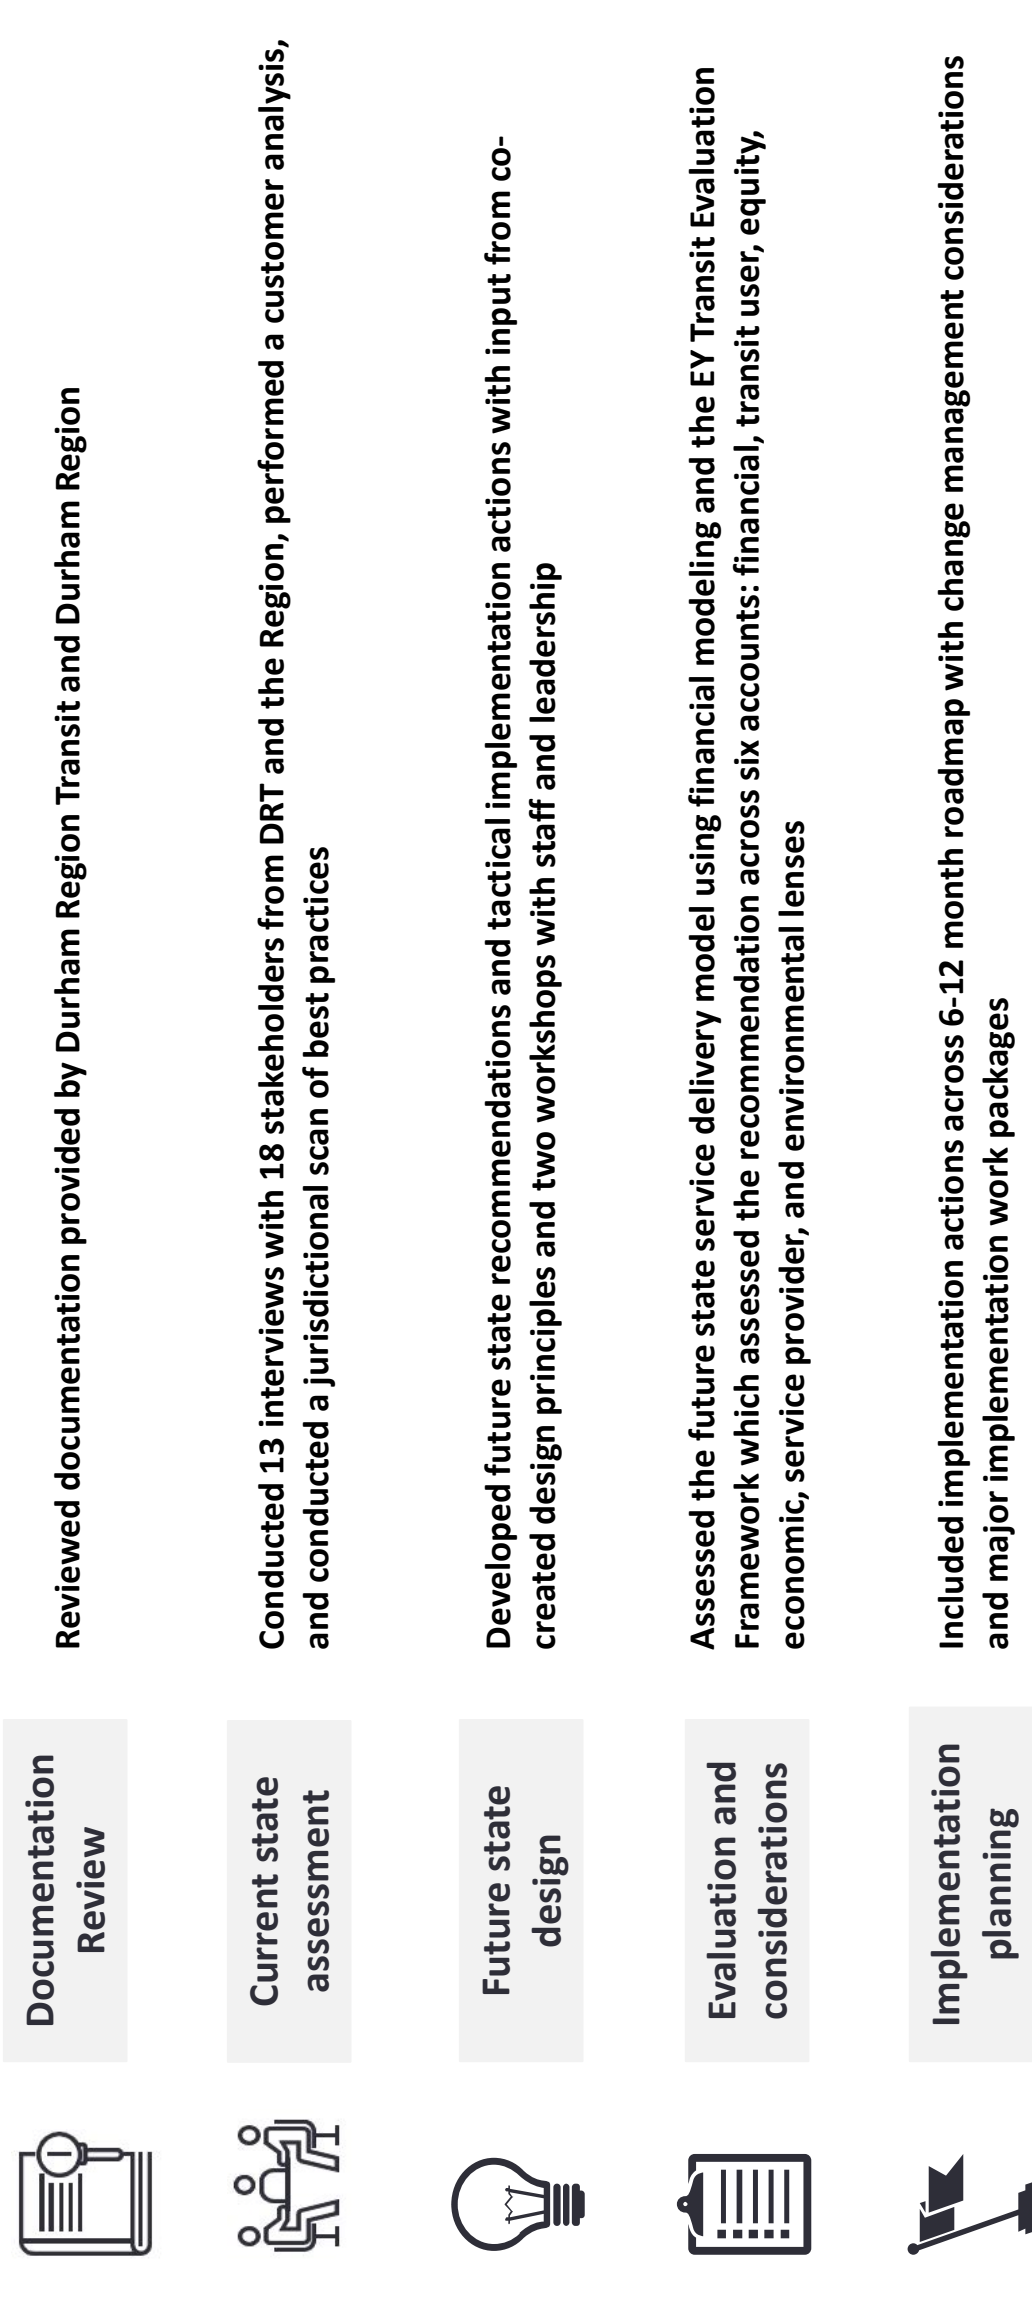 Documentation
Review
Reviewed documentation provided by Durham Region Transit and Durham Region
Current state
assessment
Conducted 13 interviews with 18 stakeholders from DRT and the Region, performed a customer analysis,
and conducted a jurisdictional scan of best practices
Future state
design
Developed future state recommendations and tactical implementation actions with input from co-
created design principles and two workshops with staff and leadership
Evaluation and
considerations
Assessed the future state service delivery model using financial modeling and the EY Transit Evaluation
Framework which assessed the recommendation across six accounts: financial, transit user, equity,
economic, service provider, and environmental lenses
Implementation
planning
Included implementation actions across 6-12 month roadmap with change management considerations
and major implementation work packages